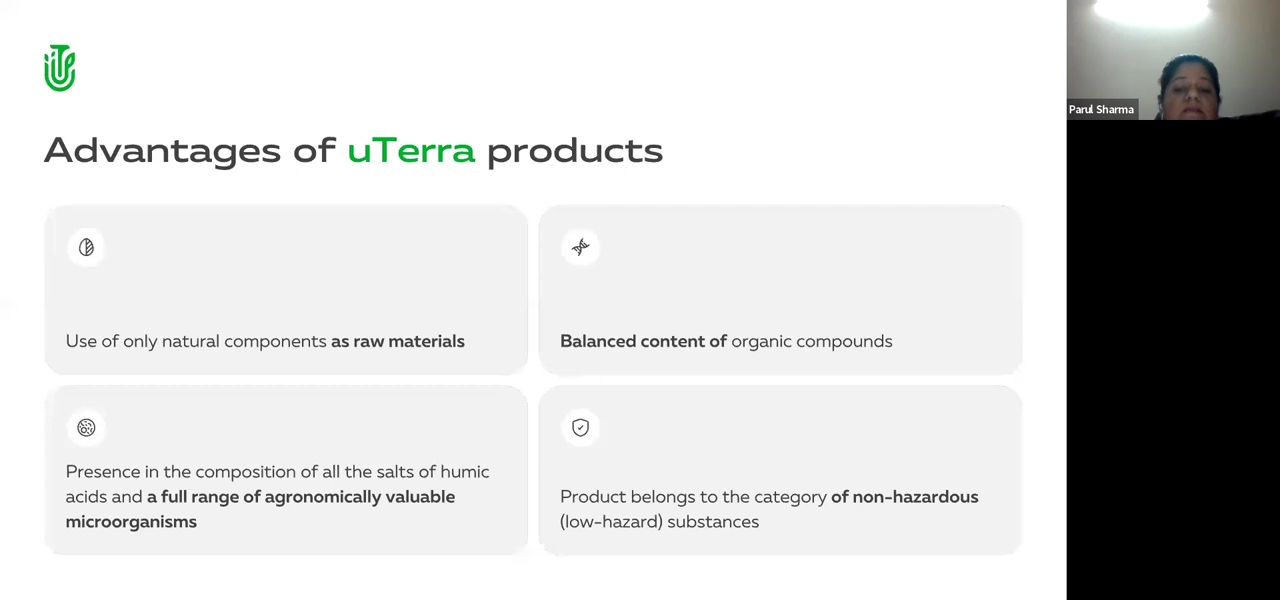 Advantages of uTerra products
Use of only natural components as raw materials
Balanced content of organic compounds
Presence in the composition of all the salts of humic
acids and a full range of agronomically valuable
microorganisms
Product belongs to the category of non-hazardous
(low-hazard) substances
Parul Sharma